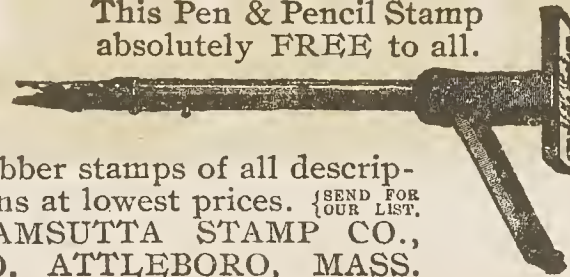 This Pen & Pencil Stamp
absolutely FREE to all.
bber stamps of all descrip-
ns at lowest prices. {SEND FOR OUR LIST.
AMSUTTA STAMP CO.,
O. ATTLEBORO, MASS.